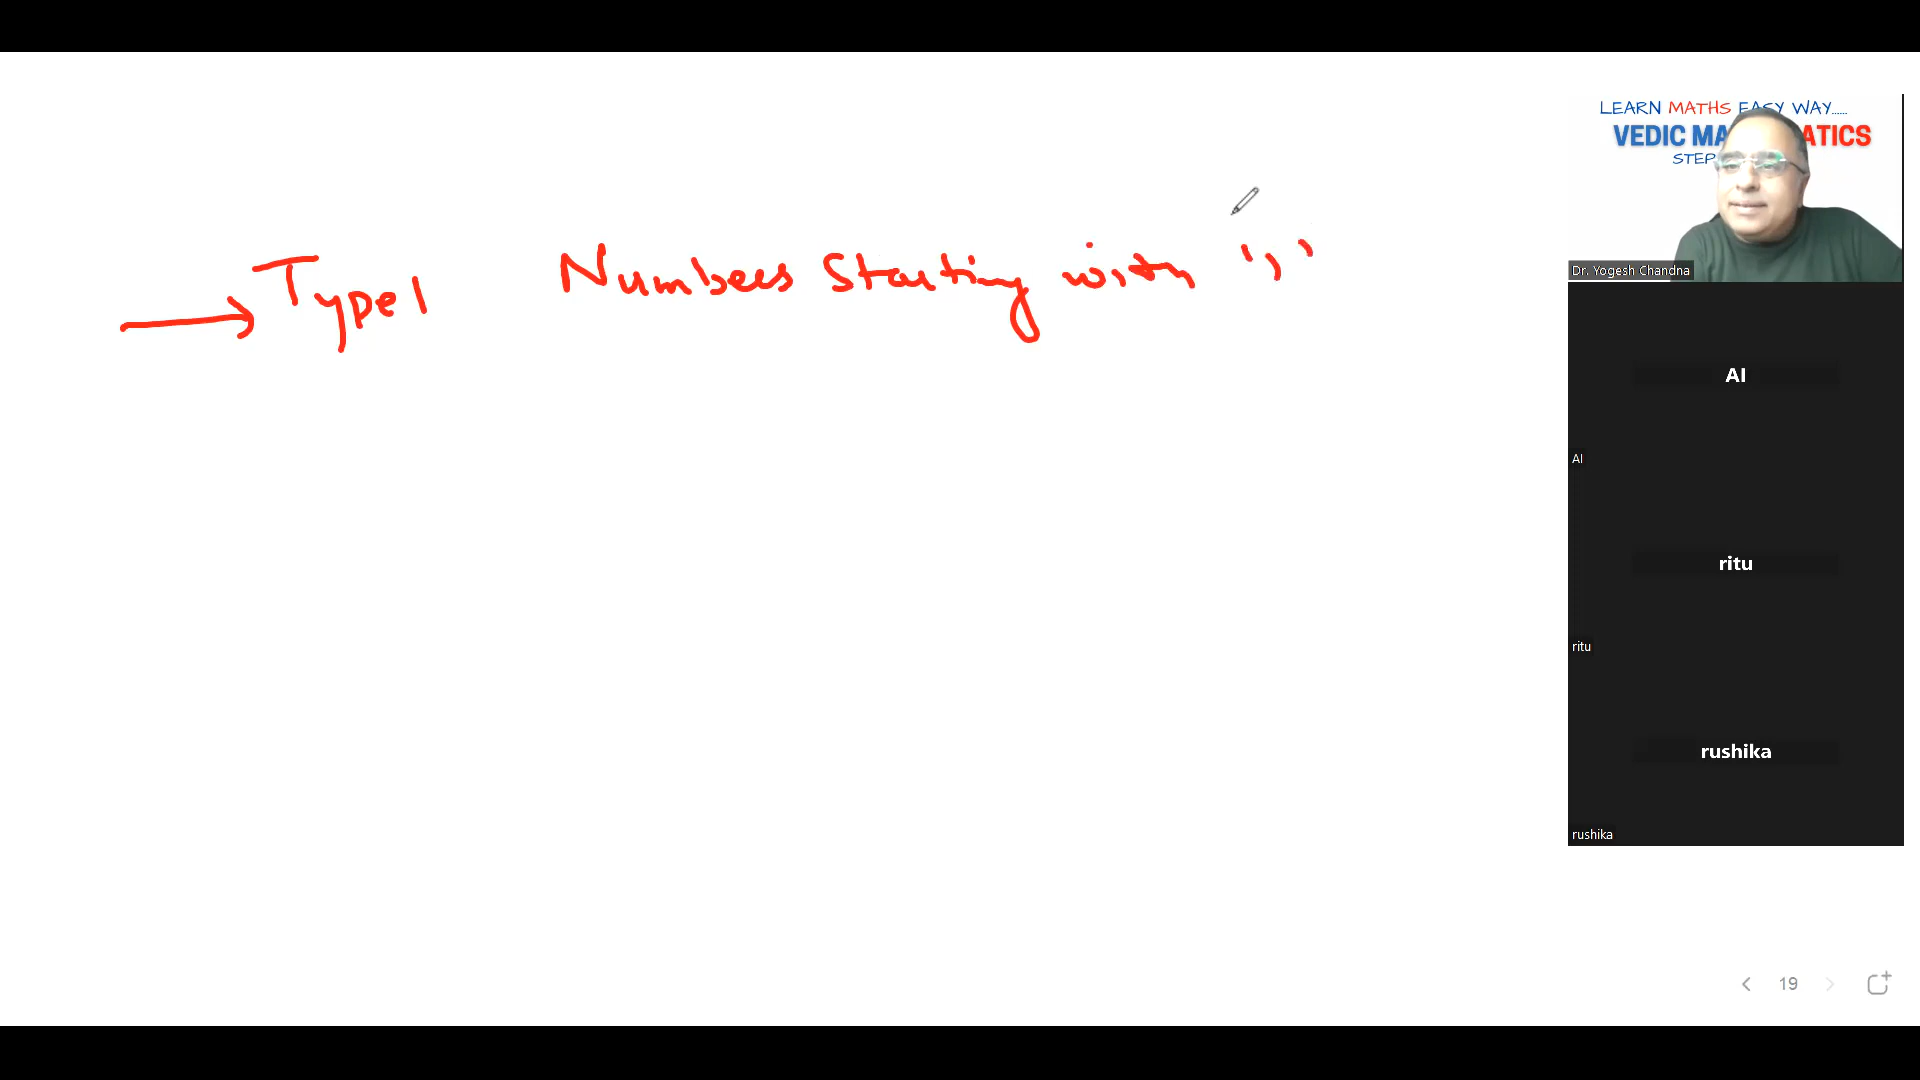 LEARN MATHS EASY WAY......
VEDIC MA ATICS
STEP
Type 1 Numbers Starting with '1'
Dr. Yogesh Chandna
AI
AI
ritu
ritu
rushika
rushika
19